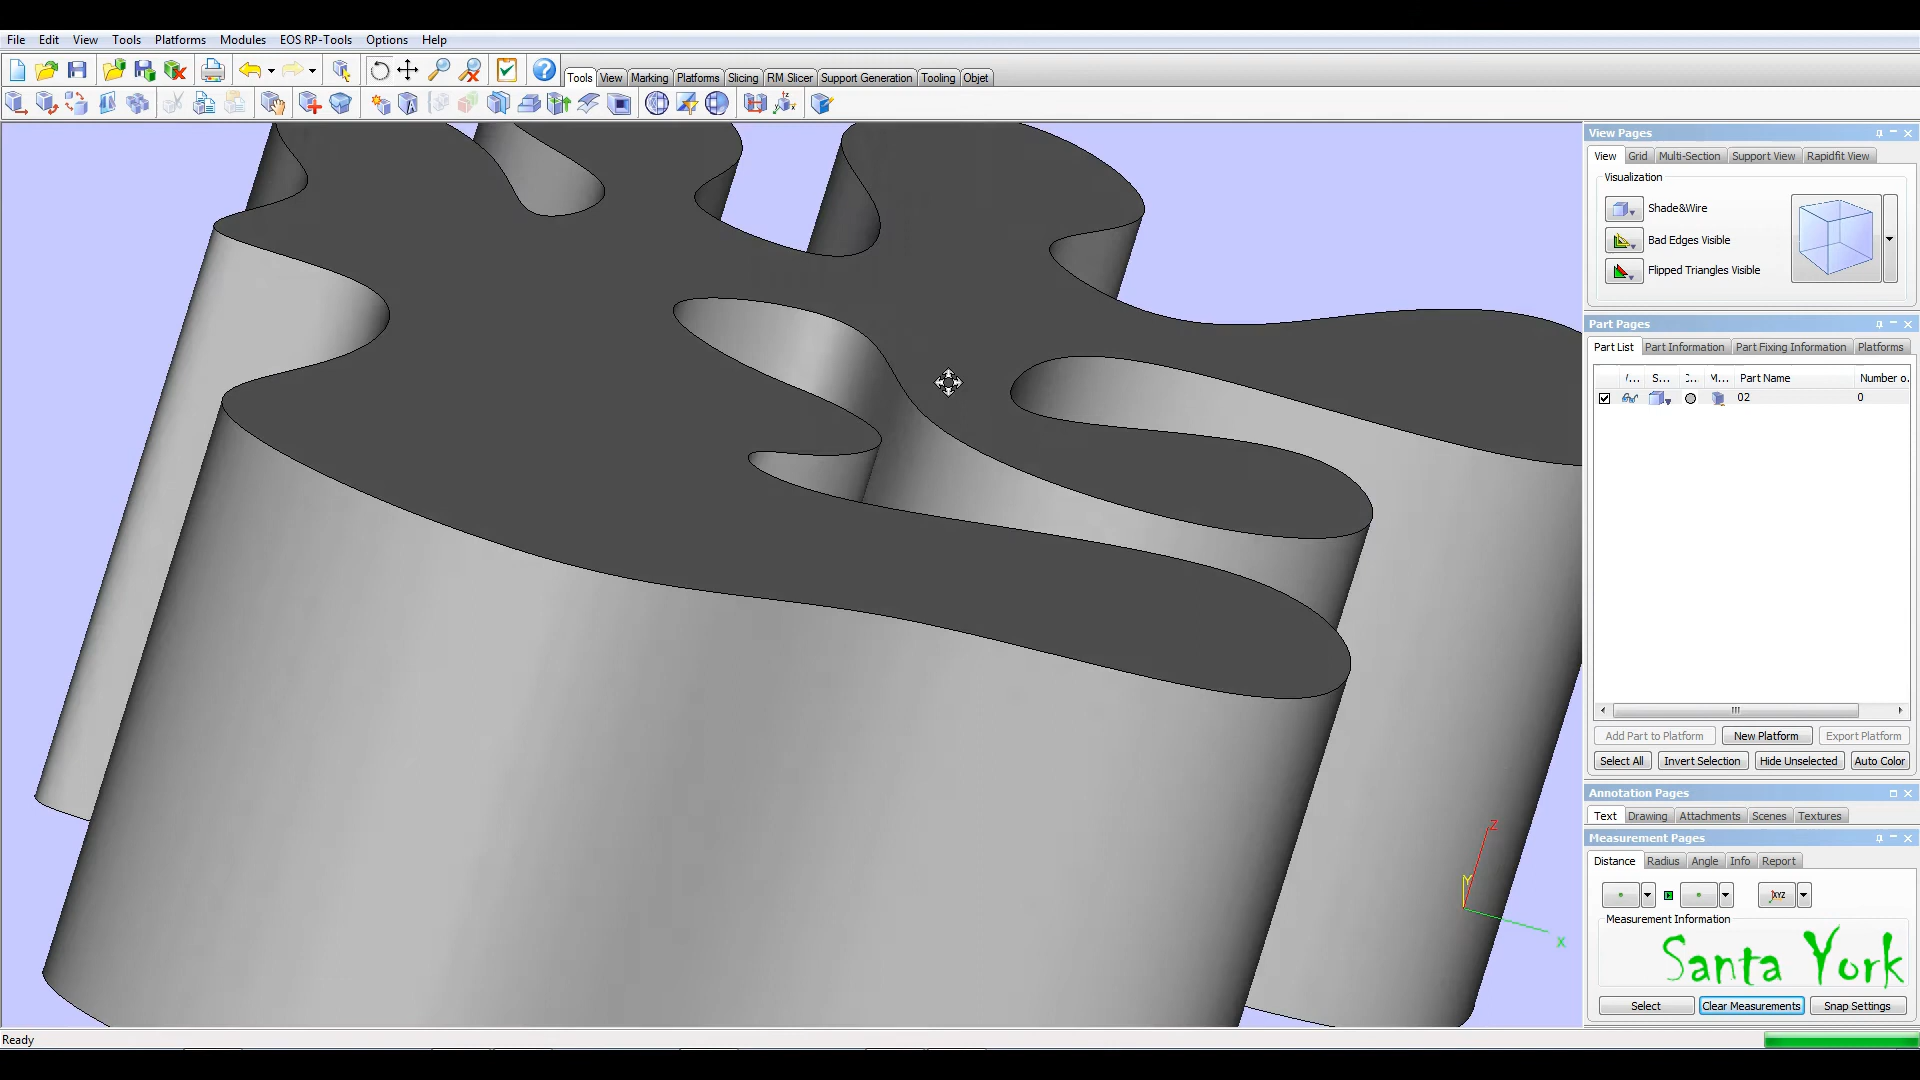 File Edit View Tools Platforms Modules EOS RP-Tools Options Help
Tools View Marking Platforms Slicing RM Slicer Support Generation Tooling Objet
View Pages
View Grid Multi-Section Support View Rapidfit View
Visualization
Shade&Wire
Bad Edges Visible
Flipped Triangles Visible
Part Pages
Part List Part Information Part Fixing Information Platforms
/... S... ... M... Part Name Number o.
02 0
Add Part to Platform New Platform Export Platform
Select All Invert Selection Hide Unselected Auto Color
Annotation Pages
Text Drawing Attachments Scenes Textures
Measurement Pages
Distance Radius Angle Info Report
XYZ
Measurement Information
Santa York
Select Clear Measurements Snap Settings
Z
Y
X
Ready